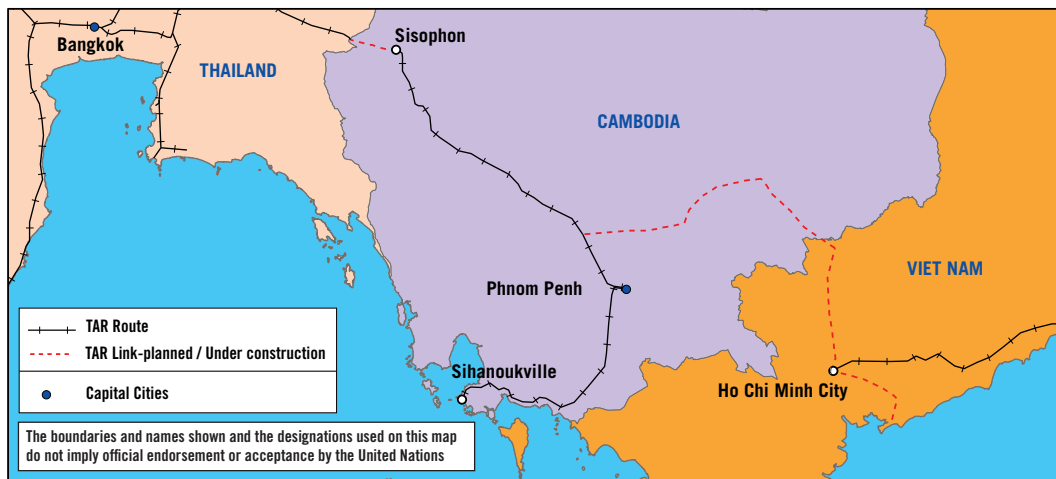 Sisophon
Bangkok
THAILAND
CAMBODIA
VIET NAM
Phnom Penh
TAR Route
TAR Link-planned / Under construction
Capital Cities
Sihanoukville
Ho Chi Minh City
The boundaries and names shown and the designations used on this map
do not imply official endorsement or acceptance by the United Nations